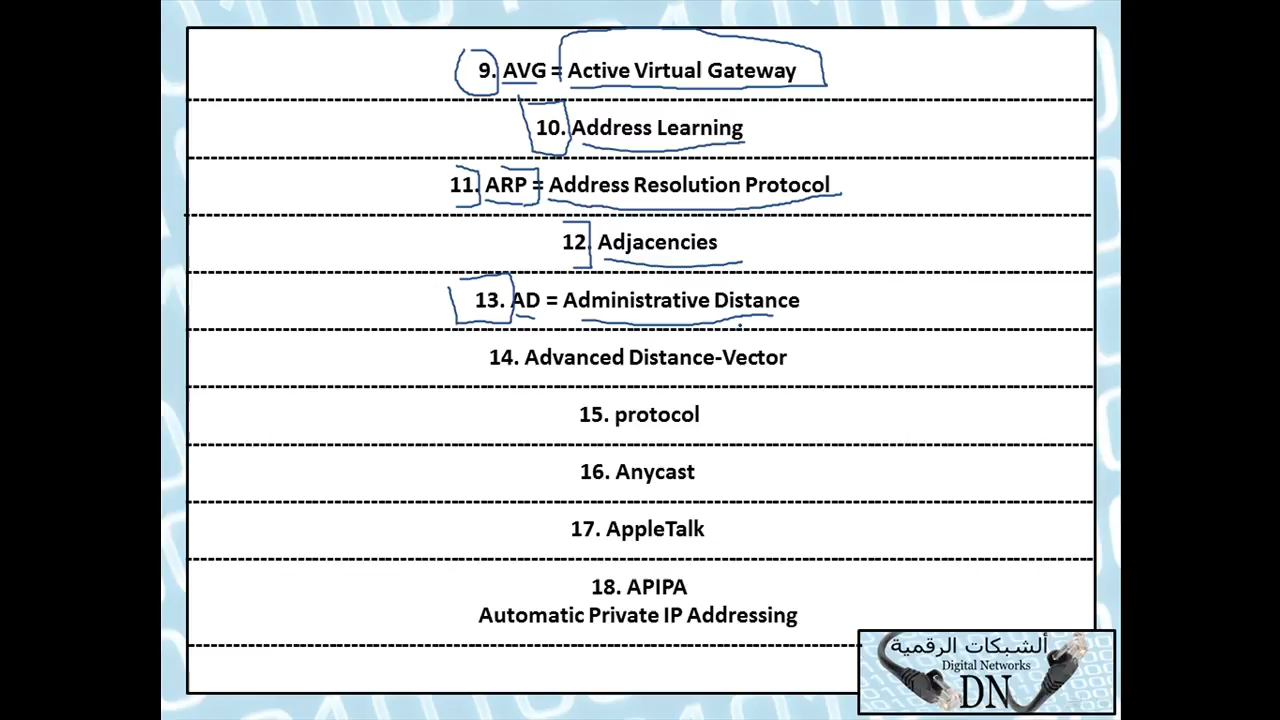 9. AVG = Active Virtual Gateway
10. Address Learning
11. ARP = Address Resolution Protocol
12. Adjacencies
13. AD = Administrative Distance
14. Advanced Distance-Vector
15. protocol
16. Anycast
17. AppleTalk
18. APIPA
Automatic Private IP Addressing
ألشبكات الرقمية
Digital Networks
DN